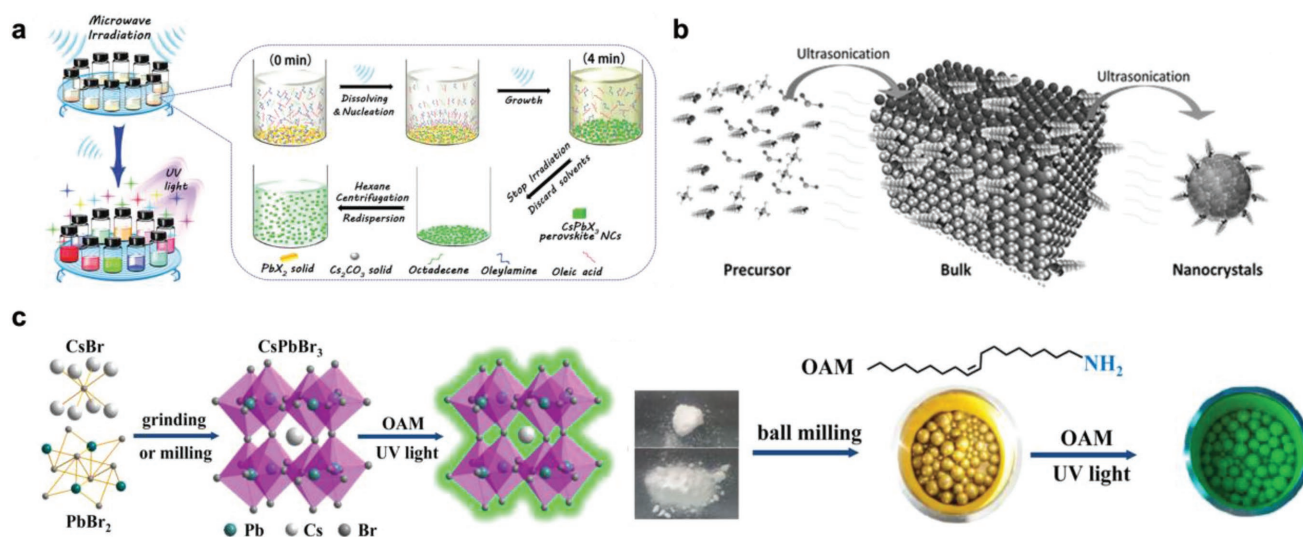 a
Microwave
Irradiation
UV
light
(0 min)
(4 min)
Dissolving
& Nucleation
Growth
Stop Irradiation
Discard solvents
Hexane
Centrifugation
Redispersion
CsPbX₃
perovskite NCs
PbX₂ solid
Cs₂CO₃ solid
Octadecene
Oleylamine
Oleic acid
b
Ultrasonication
Ultrasonication
Precursor
Bulk
Nanocrystals
c
CsBr
PbBr₂
grinding
or milling
CsPbBr₃
OAM
UV light
Pb
Cs
Br
ball milling
OAM
NH₂
OAM
UV light